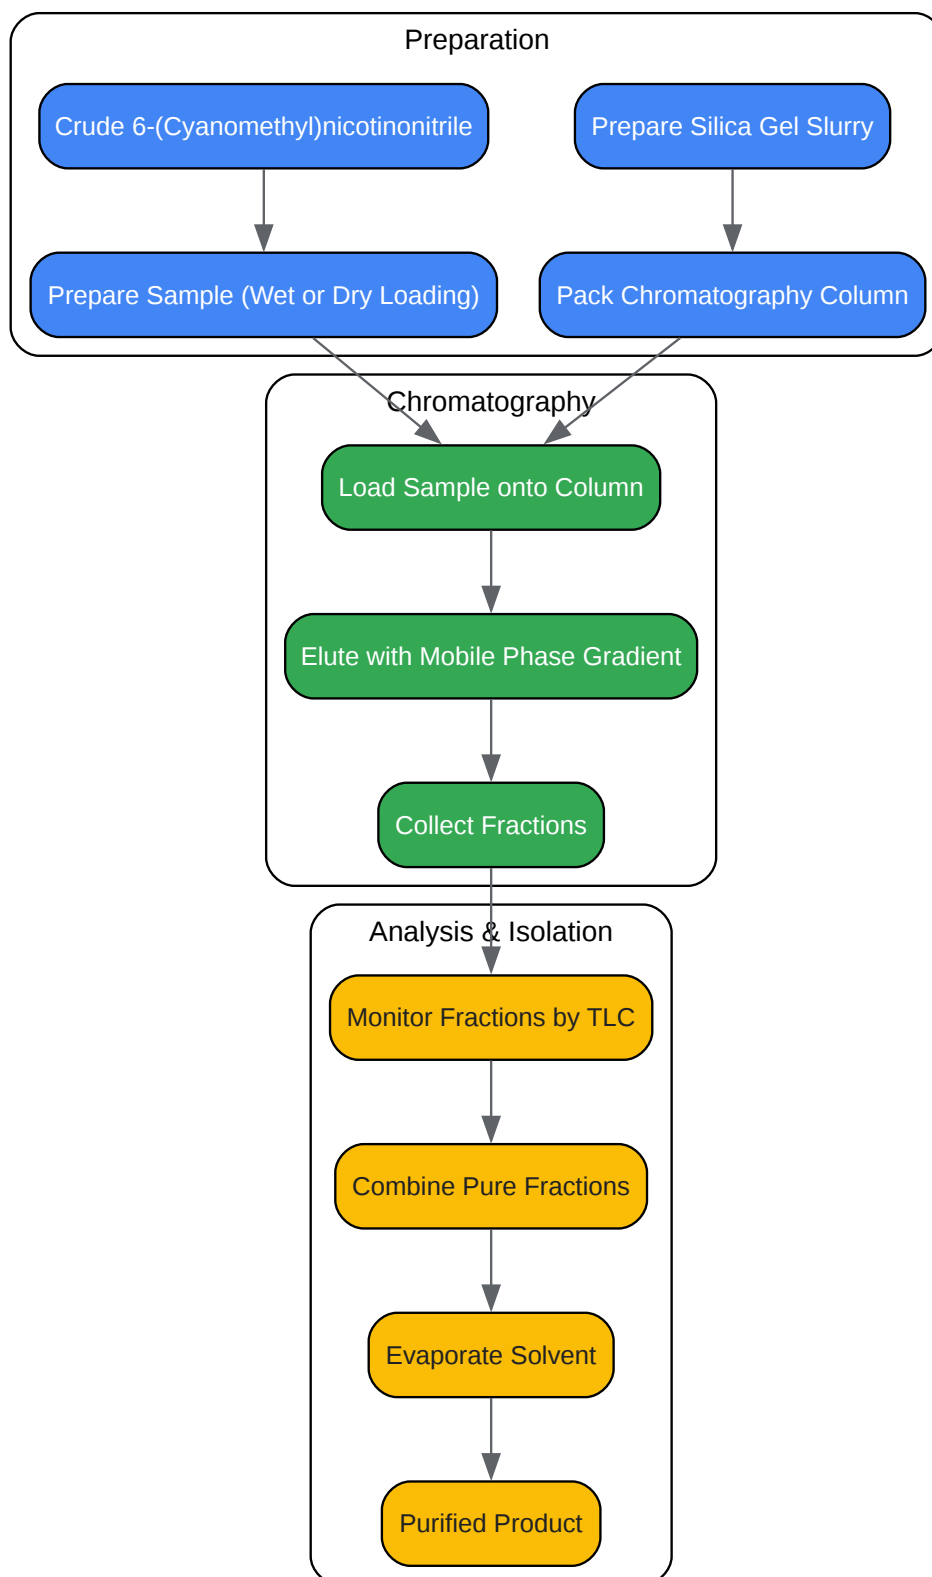 Preparation
Crude 6-(Cyanomethyl)nicotinonitrile
Prepare Silica Gel Slurry
Prepare Sample (Wet or Dry Loading)
Pack Chromatography Column
Chromatography
Load Sample onto Column
Elute with Mobile Phase Gradient
Collect Fractions
Analysis & Isolation
Monitor Fractions by TLC
Combine Pure Fractions
Evaporate Solvent
Purified Product